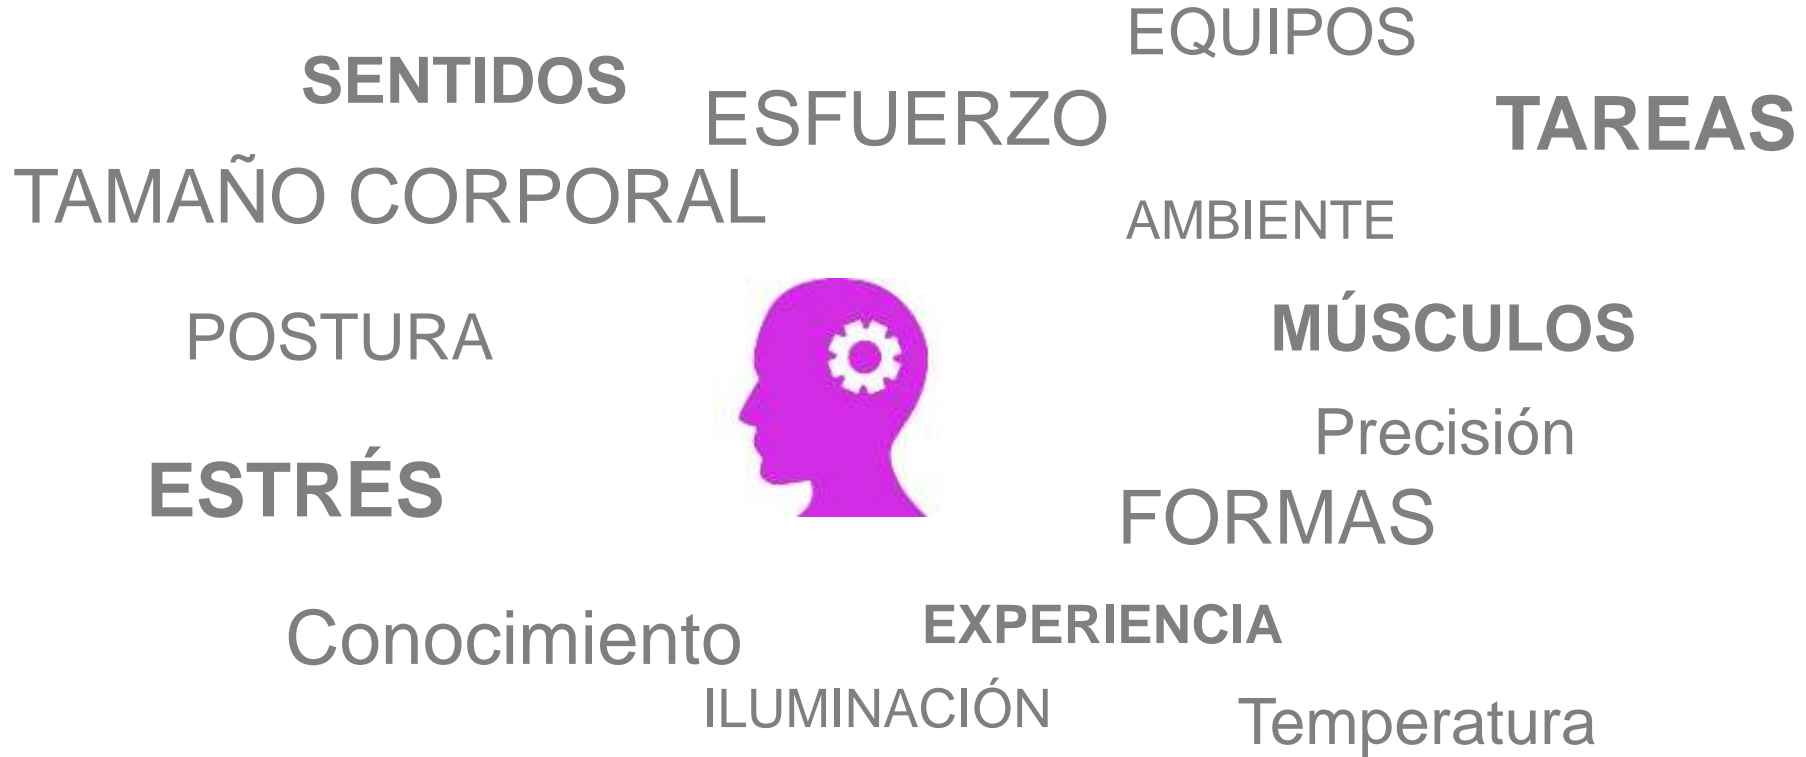 EQUIPOS
SENTIDOS
ESFUERZO
TAREAS
TAMAÑO CORPORAL
AMBIENTE
POSTURA
MÚSCULOS
Precisión
ESTRÉS
FORMAS
Conocimiento
EXPERIENCIA
ILUMINACIÓN
Temperatura